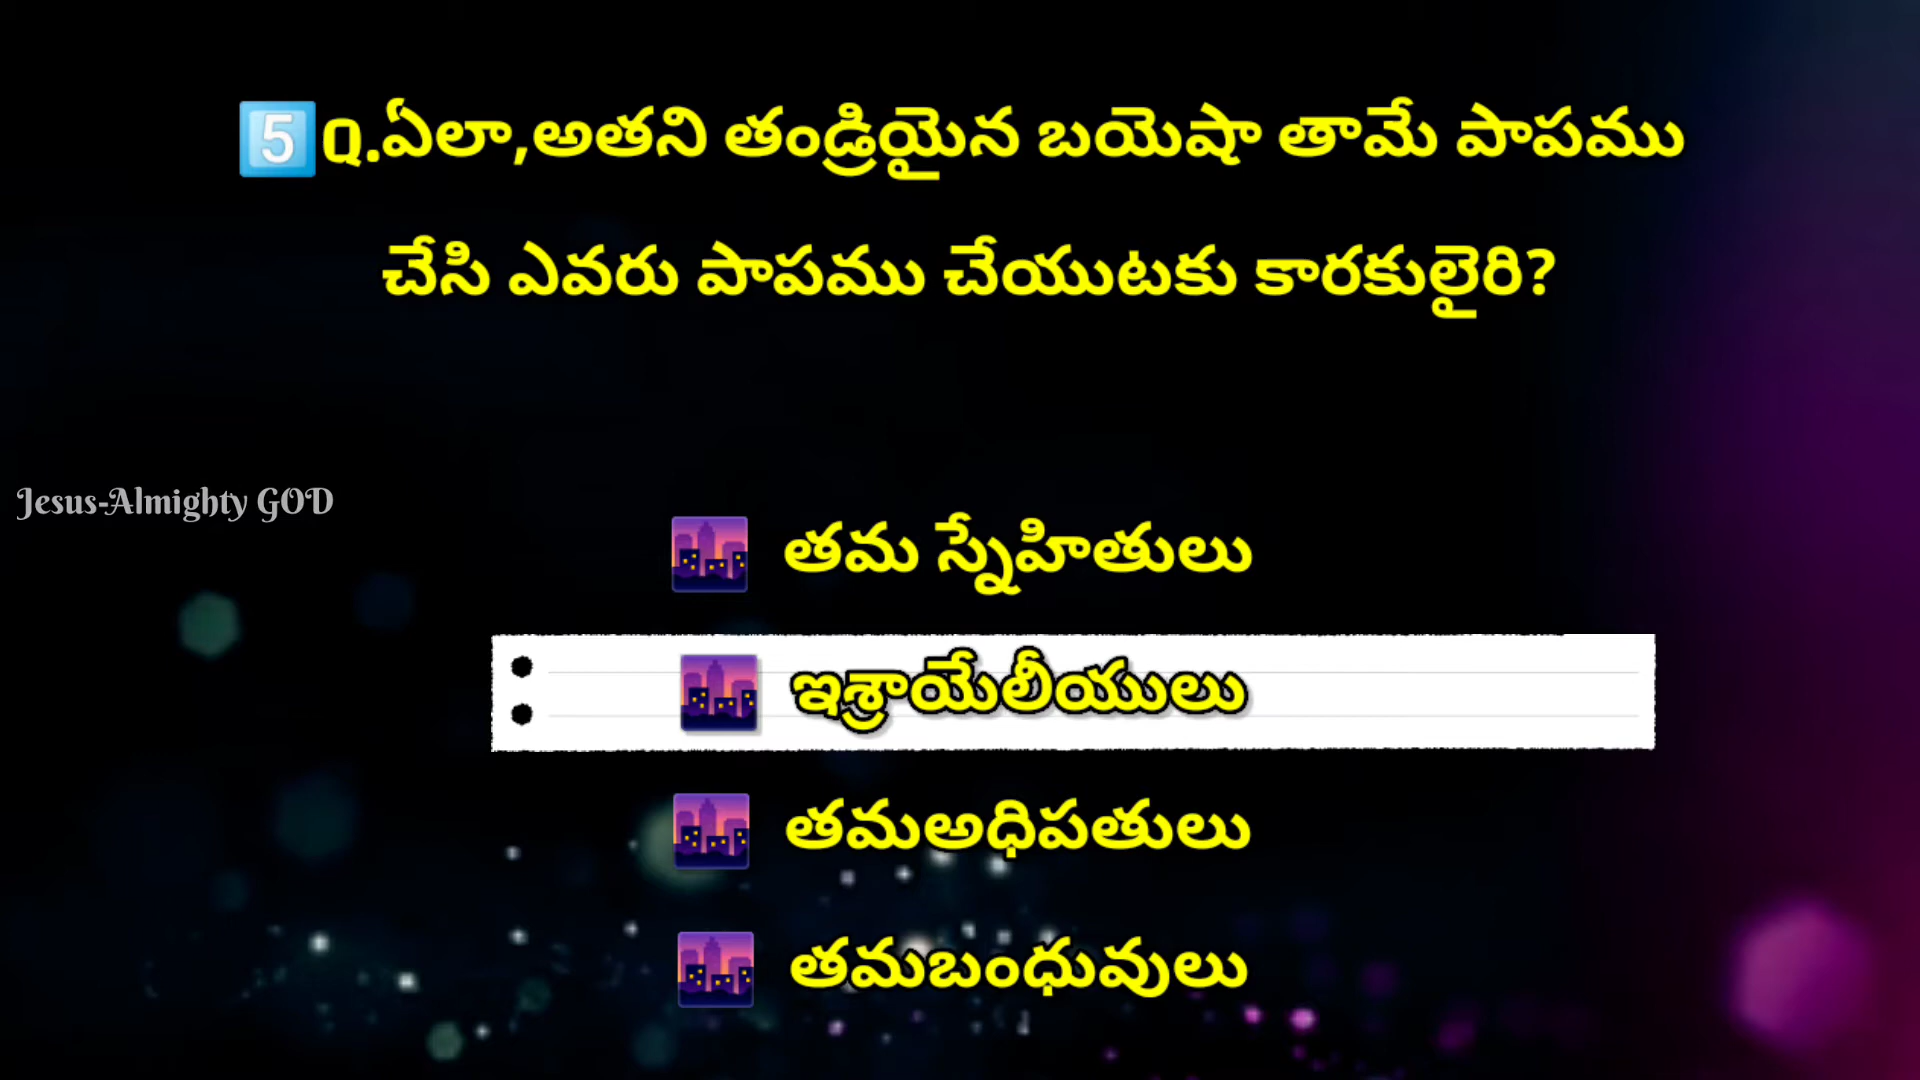 5 Q.ఏలా,అతని తండ్రియైన బయెషా తామే పాపము
చేసి ఎవరు పాపము చేయుటకు కారకులైరి?
Jesus-Almighty GOD
తమ స్నేహితులు
ఇశ్రాయేలీయులు
తమఅధిపతులు
తమబంధువులు